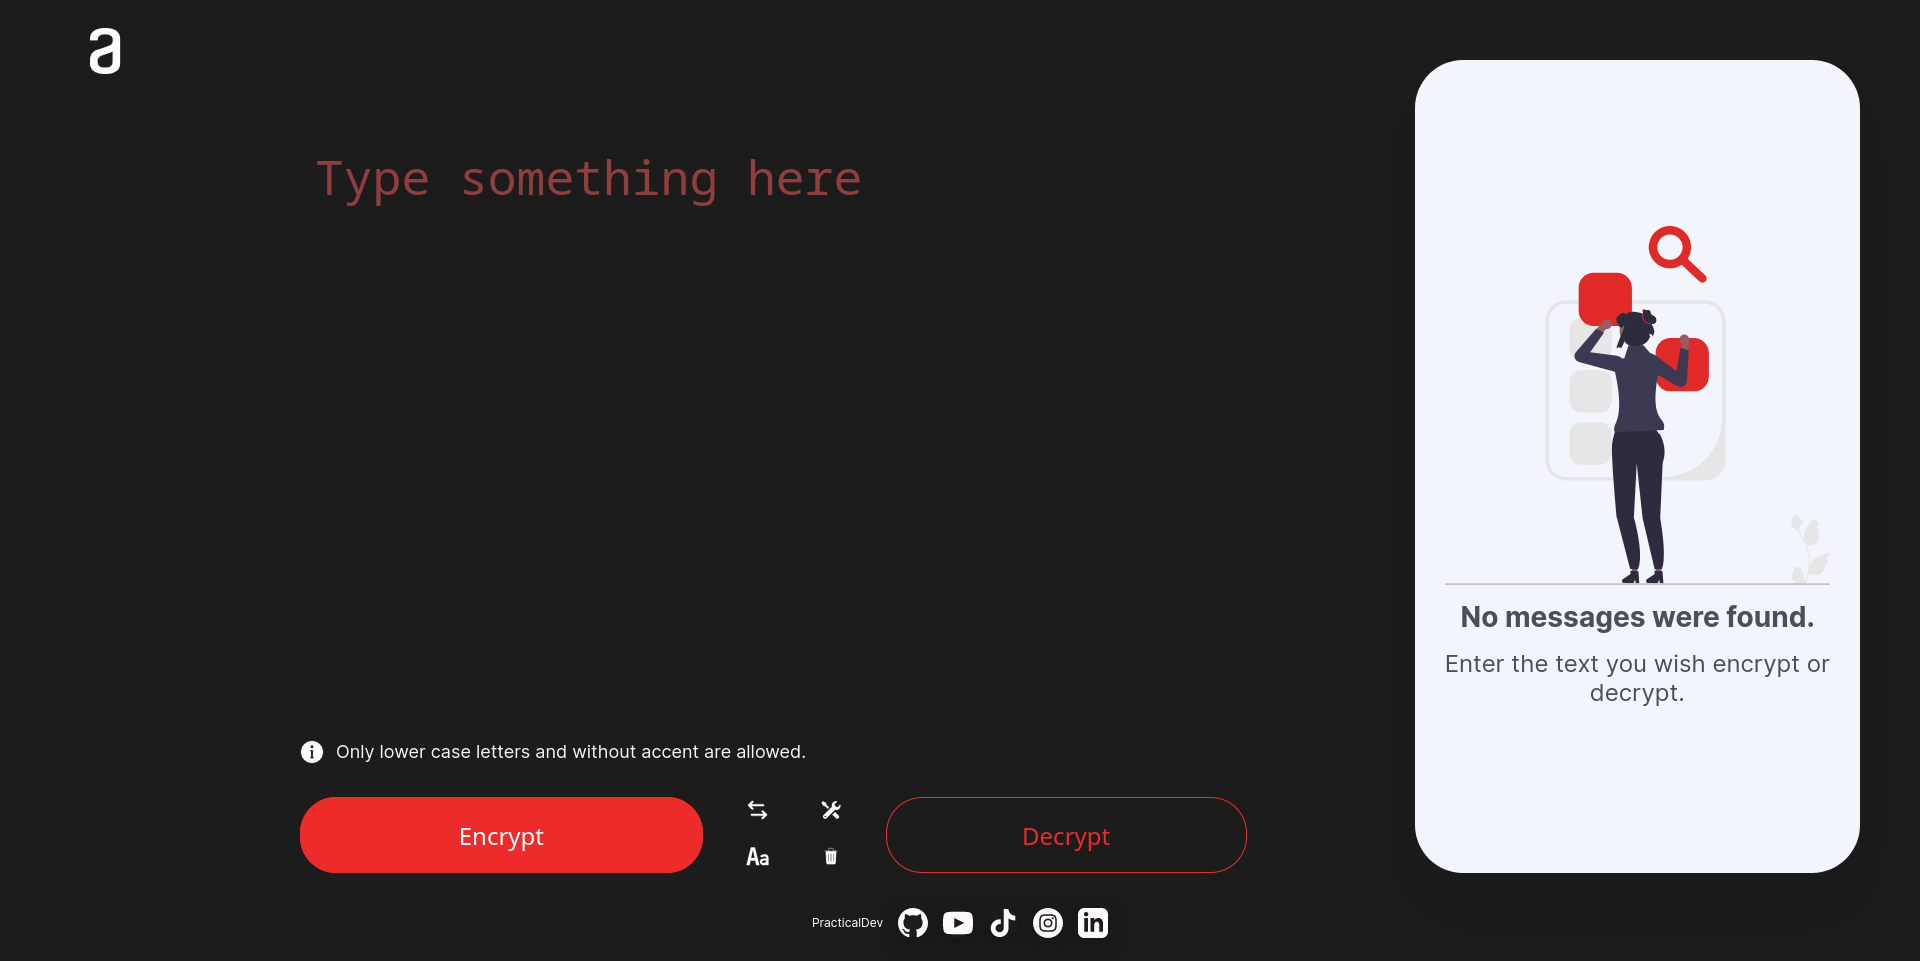 a
Type something here
No messages were found.
Enter the text you wish encrypt or
decrypt.
Only lower case letters and without accent are allowed.
Encrypt
Aa
Decrypt
PracticalDev
in